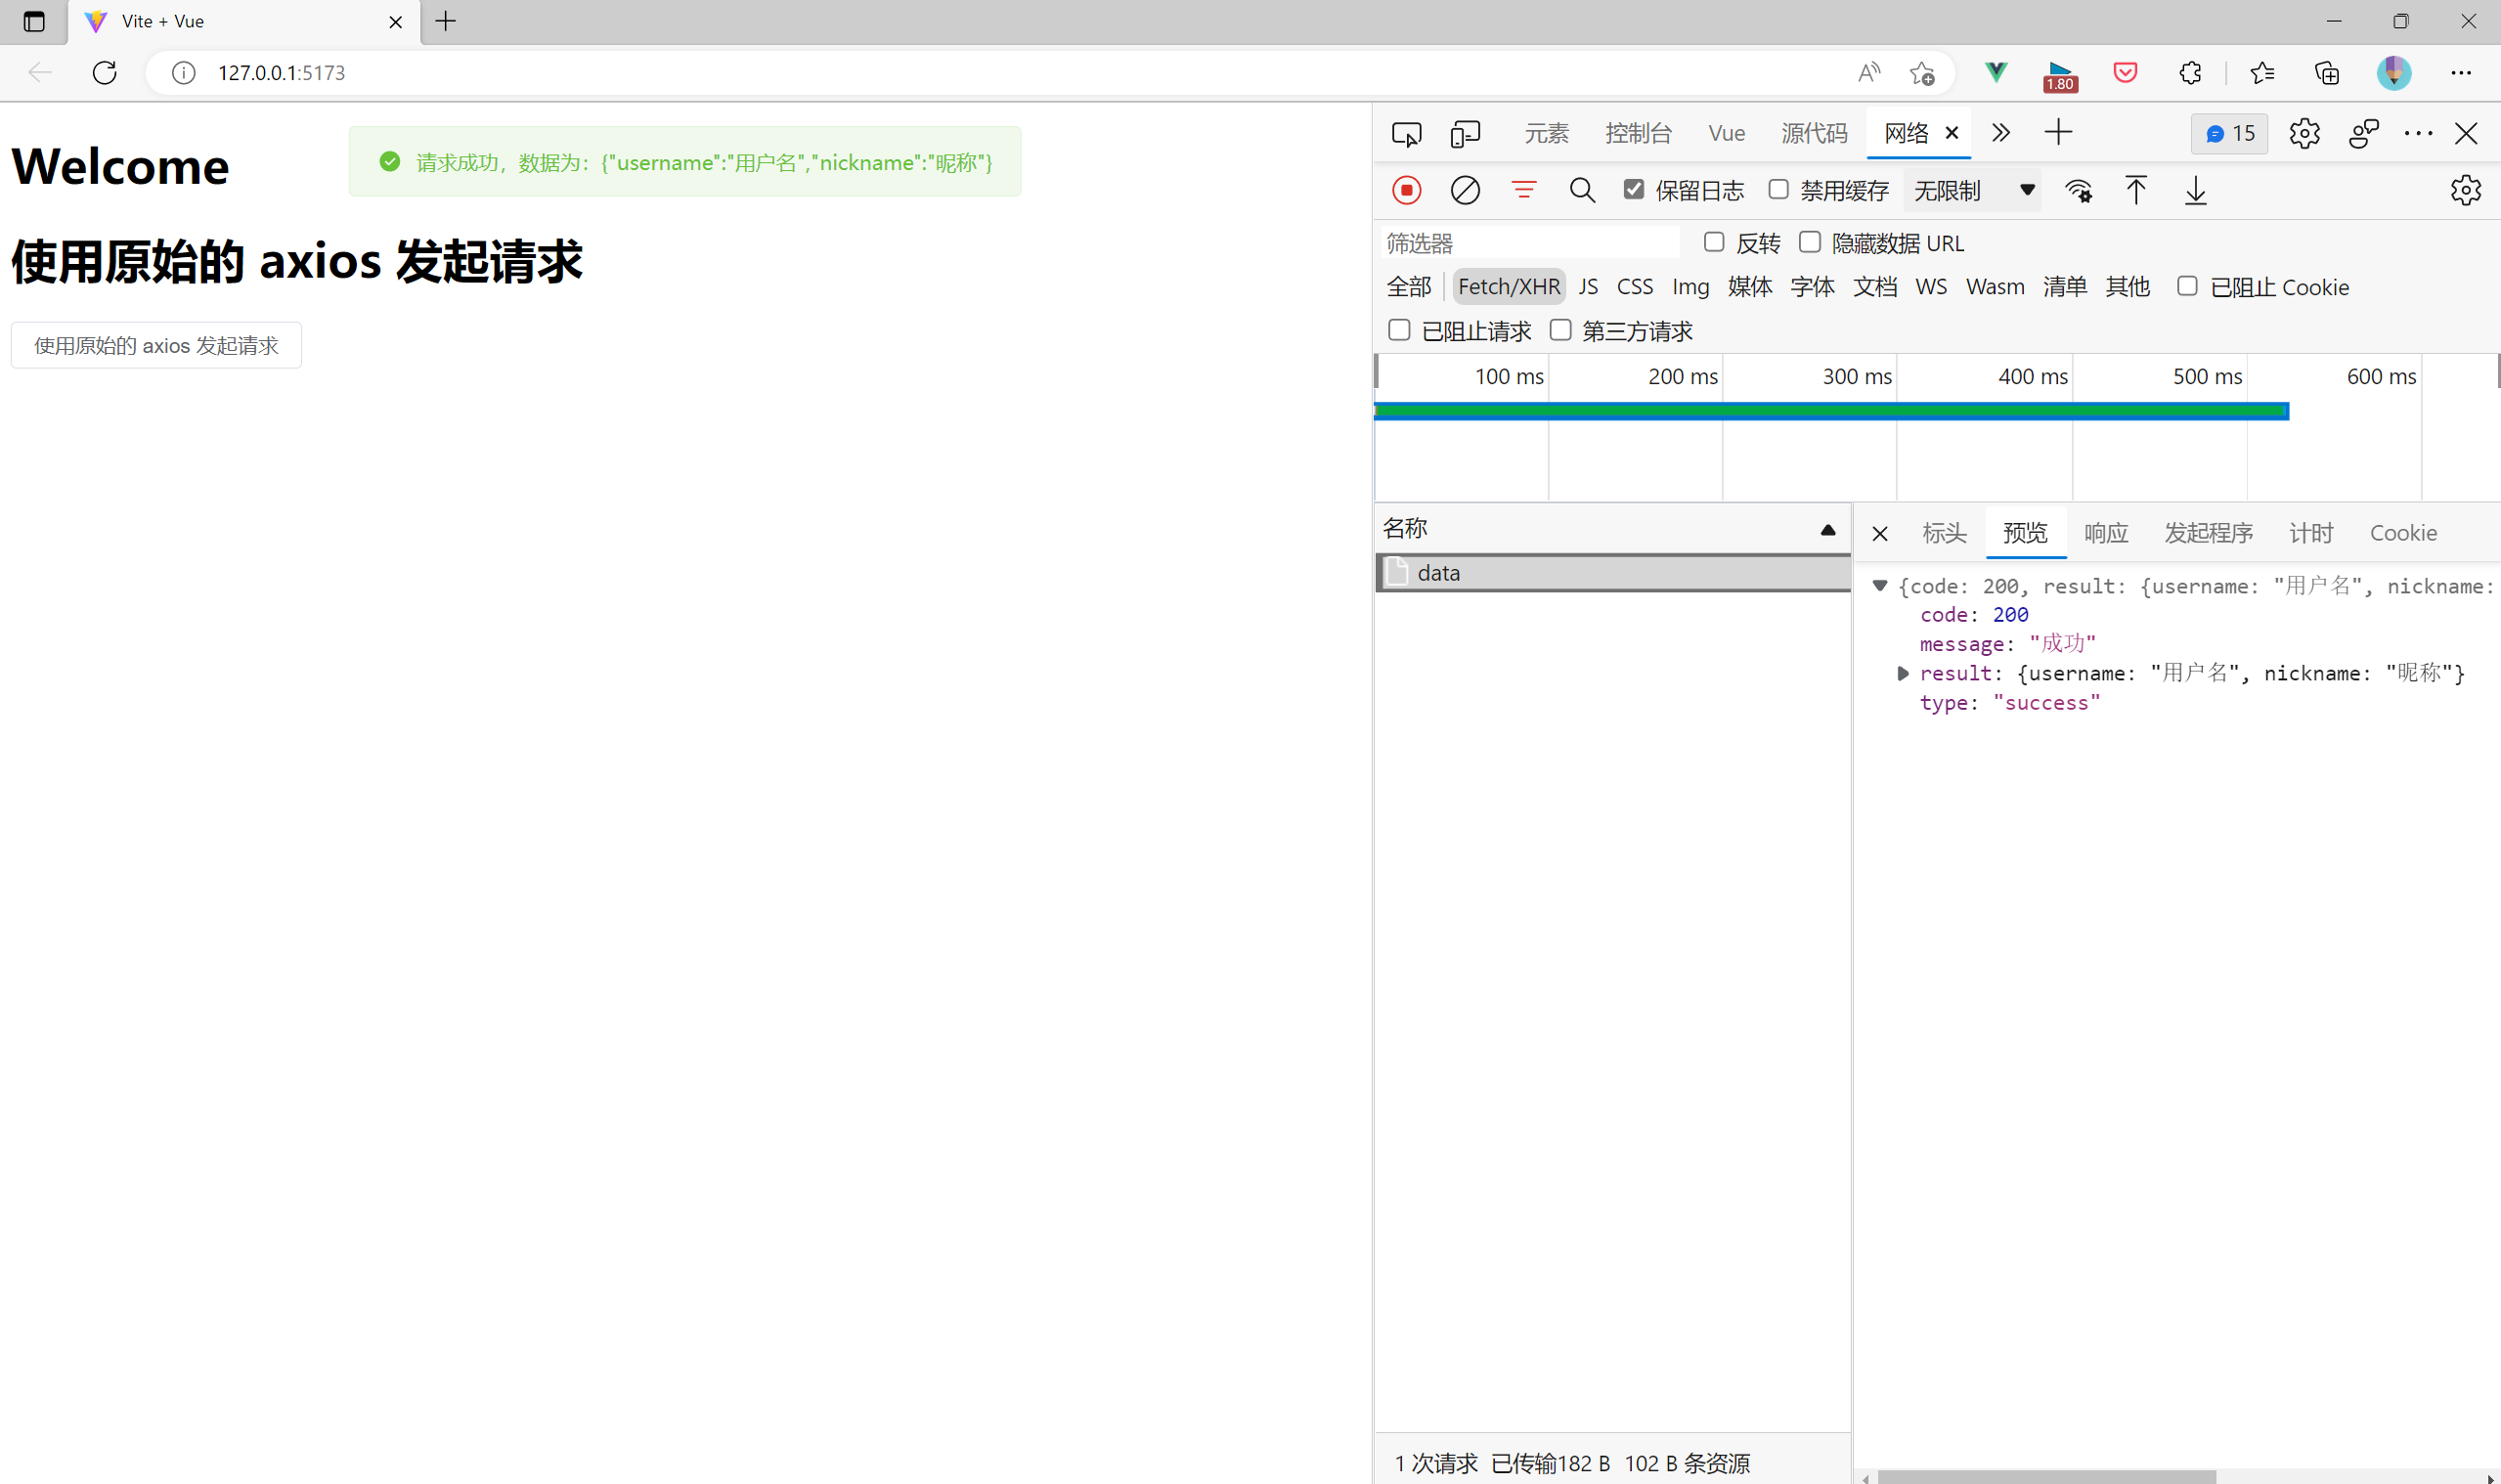 Vite + Vue
127.0.0.1:5173
1.80
Welcome
请求成功，数据为：{"username":"用户名","nickname":"昵称"}
使用原始的 axios 发起请求
使用原始的 axios 发起请求
元素 控制台 Vue 源代码 网络 15
保留日志 禁用缓存 无限制
筛选器 反转 隐藏数据 URL
全部 Fetch/XHR JS CSS Img 媒体 字体 文档 WS Wasm 清单 其他 已阻止 Cookie
已阻止请求 第三方请求
100 ms 200 ms 300 ms 400 ms 500 ms 600 ms
名称
data
标头 预览 响应 发起程序 计时 Cookie
{code: 200, result: {username: "用户名", nickname:
code: 200
message: "成功"
result: {username: "用户名", nickname: "昵称"}
type: "success"
1 次请求 已传输182 B 102 B 条资源